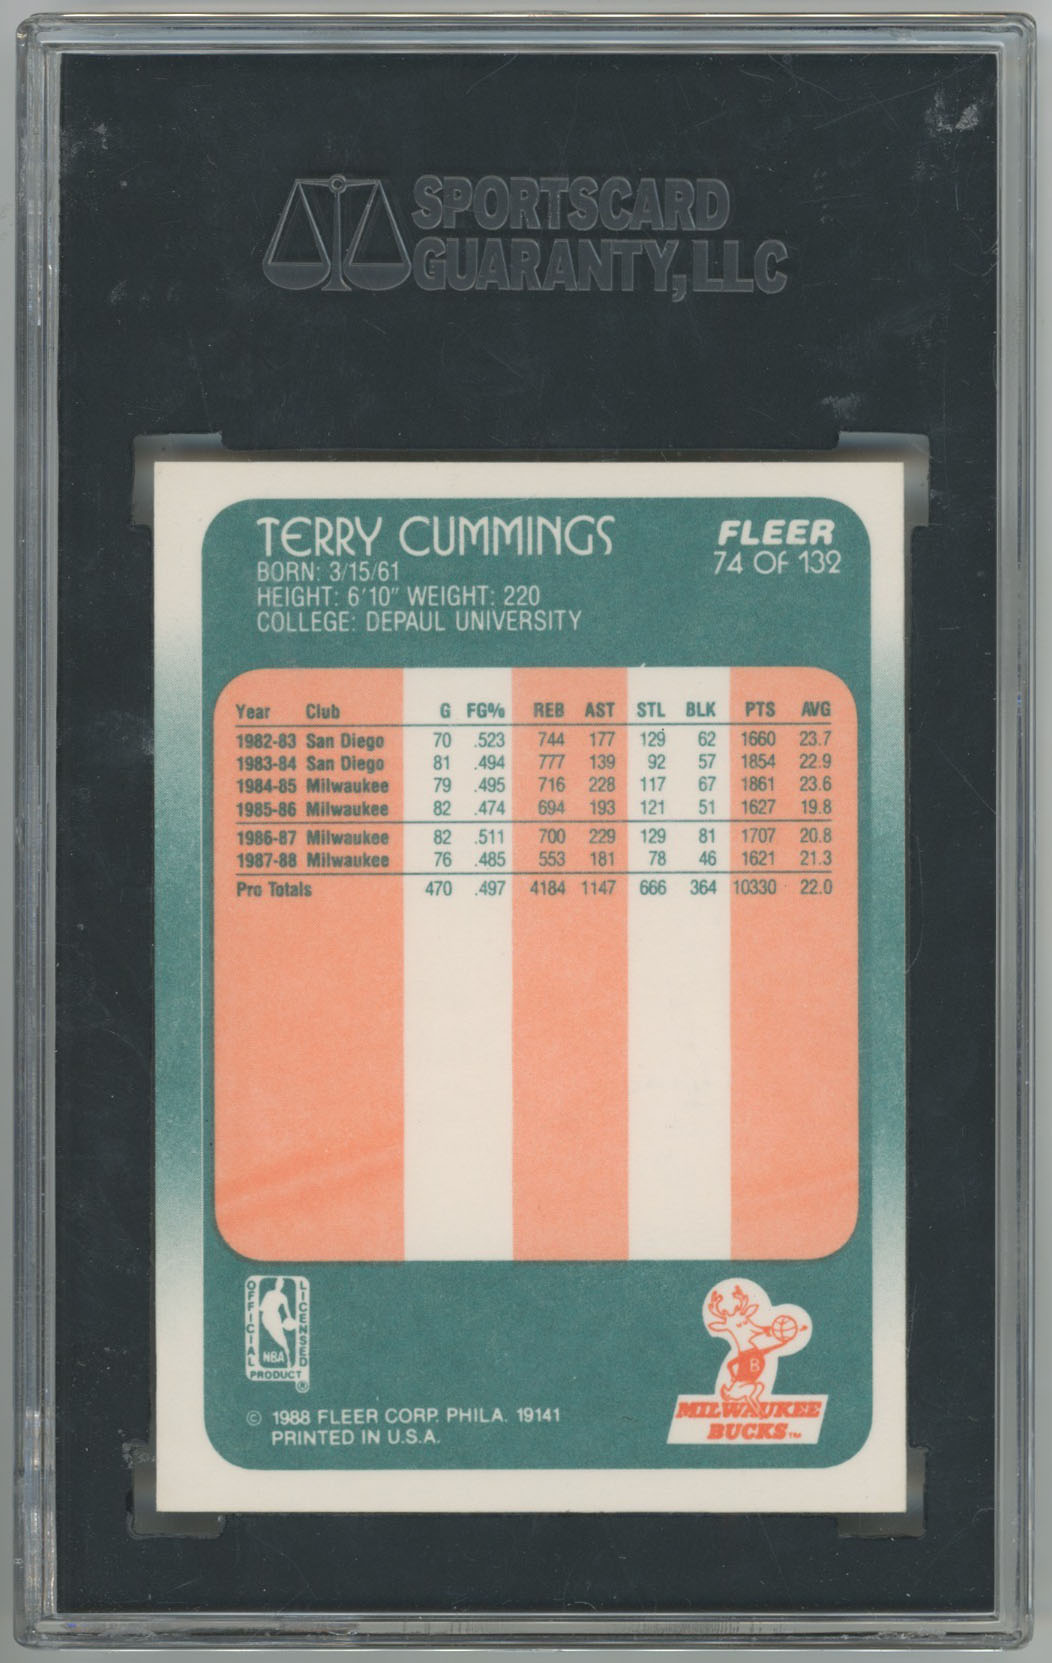 SPORTSCARD
GUARANTY, LLC
TERRY CUMMINGS
FLEER
74 OF 132
BORN: 3/15/61
HEIGHT: 6'10" WEIGHT: 220
COLLEGE: DEPAUL UNIVERSITY
Year Club G FG% REB AST STL BLK PTS AVG
1982-83 San Diego 70 .523 744 177 129 62 1660 23.7
1983-84 San Diego 81 .494 777 139 92 57 1854 22.9
1984-85 Milwaukee 79 .495 716 228 117 67 1861 23.6
1985-86 Milwaukee 82 .474 694 193 121 51 1627 19.8
1986-87 Milwaukee 82 .511 700 229 129 81 1707 20.8
1987-88 Milwaukee 76 .485 553 181 78 46 1621 21.3
Pro Totals 470 .497 4184 1147 666 364 10330 22.0
OFFICIAL
LICENSED
NBA
PRODUCT ®
B
MILWAUKEE
BUCKS™
© 1988 FLEER CORP. PHILA. 19141
PRINTED IN U.S.A.